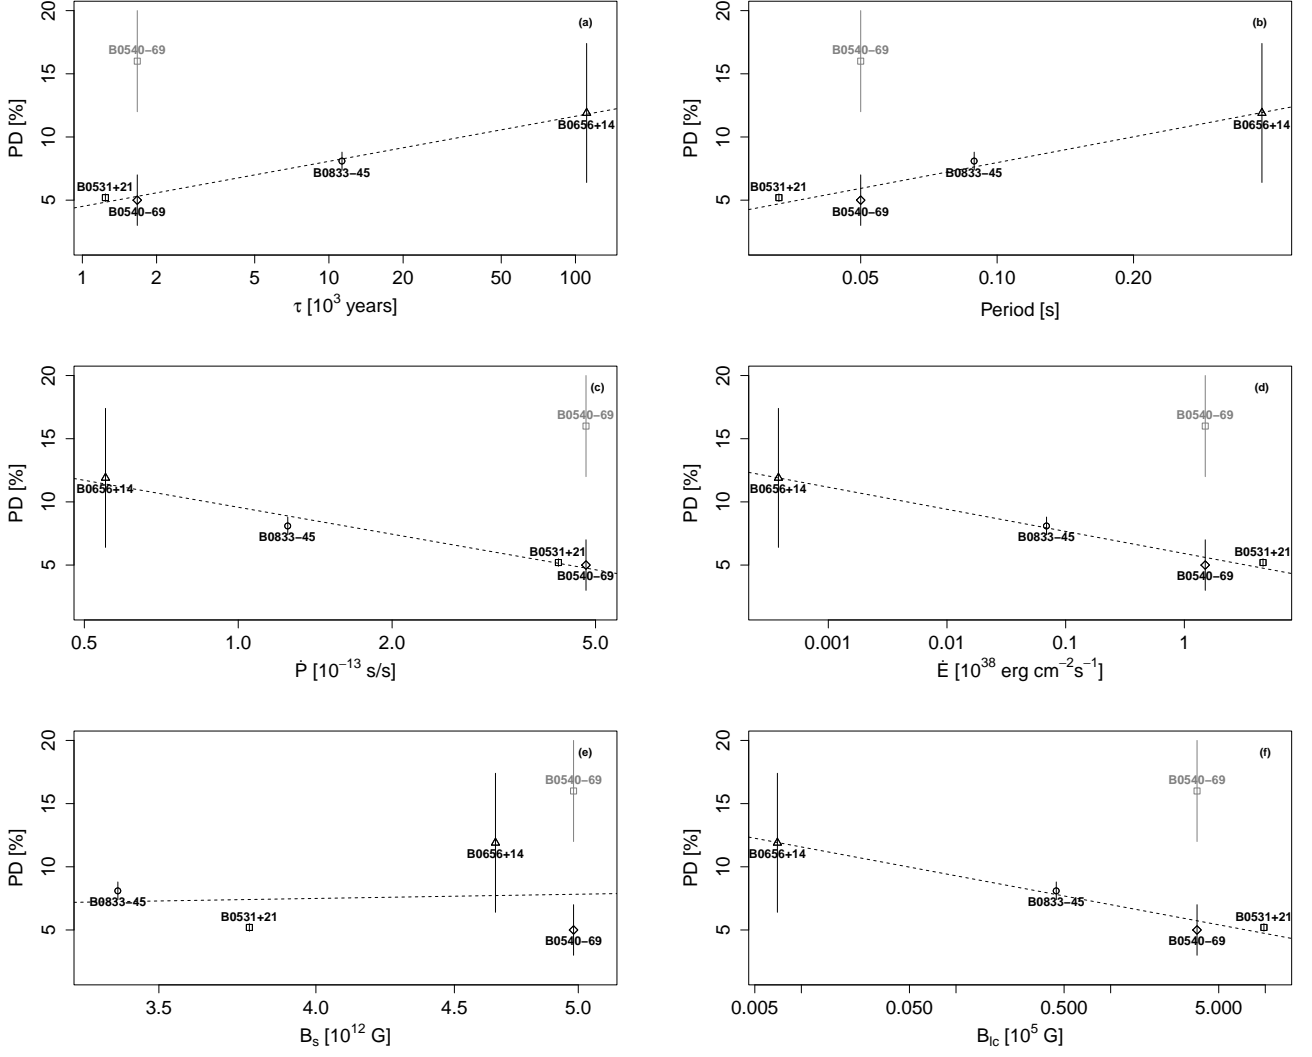 (a)
B0540−69
B0656+14
B0833−45
B0531+21
B0540−69
PD [%]
5 10 15 20
1 2 5 10 20 50 100
τ [10³ years]
(b)
B0540−69
B0656+14
B0833−45
B0531+21
B0540−69
PD [%]
5 10 15 20
0.05 0.10 0.20
Period [s]
(c)
B0540−69
B0656+14
B0833−45
B0531+21
B0540−69
PD [%]
5 10 15 20
0.5 1.0 2.0 5.0
Ṗ [10⁻¹³ s/s]
(d)
B0540−69
B0656+14
B0833−45
B0531+21
B0540−69
PD [%]
5 10 15 20
0.001 0.01 0.1 1
Ė [10³⁸ erg cm⁻²s⁻¹]
(e)
B0540−69
B0656+14
B0833−45
B0531+21
B0540−69
PD [%]
5 10 15 20
3.5 4.0 4.5 5.0
Bₛ [10¹² G]
(f)
B0540−69
B0656+14
B0833−45
B0531+21
B0540−69
PD [%]
5 10 15 20
0.005 0.050 0.500 5.000
B_lc [10⁵ G]